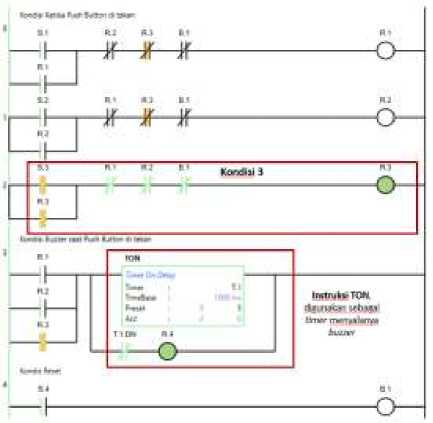 Kondisi Ketika Push Button di tekan
0
S.1 R.2 R.3 B.1 R.1
R.1
1
S.2 R.1 R.3 B.1 R.2
R.2
2
S.3 R.1 R.2 B.1 Kondisi 3 R.3
R.3
Kondisi Buzzer saat Push Button di tekan
3
R.1
R.2
R.3
TON
Timer On Delay
Timer : T.1
TimeBase : 1000 ms
Preset :
Acc :
T.1.DN R.4
Instruksi TON,
digunakan sebagai
timer menyalanya
buzzer
Kondisi Reset
4
S.4 B.1